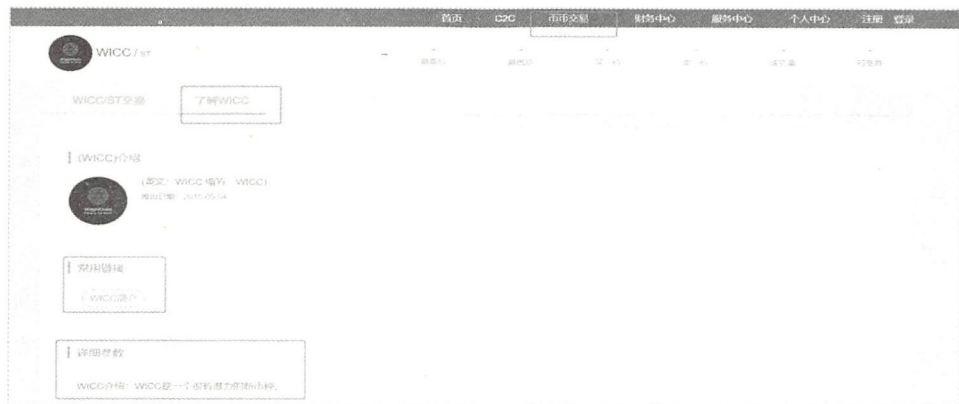 首页 C2C 币币交易 财务中心 服务中心 个人中心 注册 登录
WICC / ST
WICC/ST交易 了解WICC
(WICC)介绍
(英文: WICC 缩写: WICC)
常用链接
WICC简介
详细参数
WICC介绍: WICC是一个很有潜力的新币种。